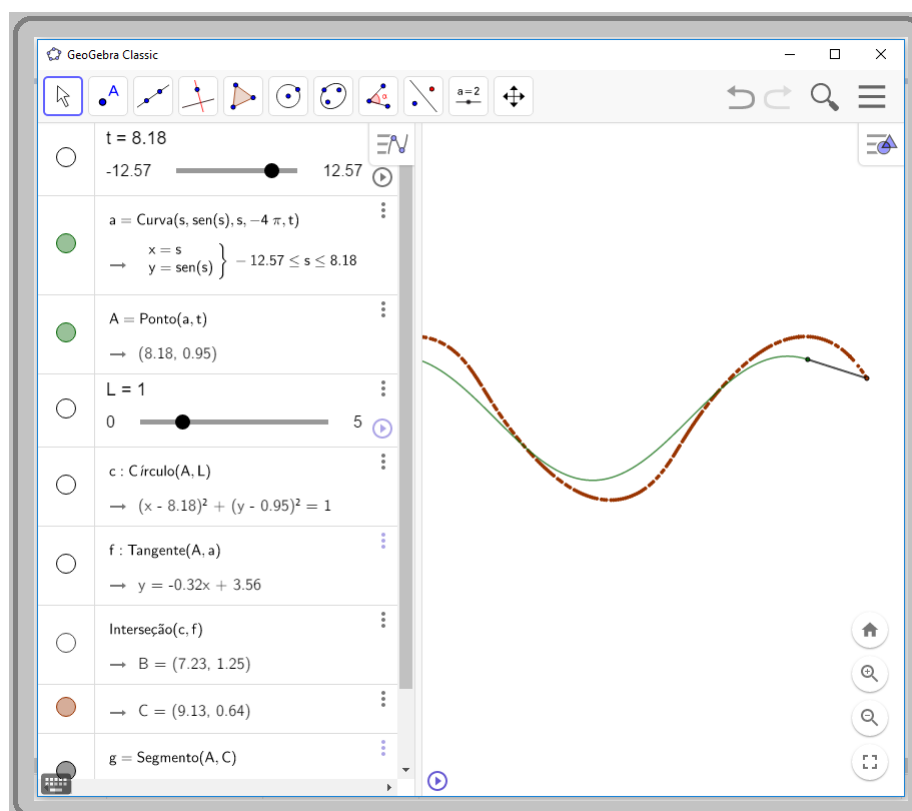 GeoGebra Classic
A
a=2
t = 8.18
-12.57 12.57
a = Curva(s, sen(s), s, −4 π, t)
→ x = s
y = sen(s) } − 12.57 ≤ s ≤ 8.18
A = Ponto(a, t)
→ (8.18, 0.95)
L = 1
0 5
c : Círculo(A, L)
→ (x - 8.18)² + (y - 0.95)² = 1
f : Tangente(A, a)
→ y = -0.32x + 3.56
Interseção(c, f)
→ B = (7.23, 1.25)
→ C = (9.13, 0.64)
g = Segmento(A, C)